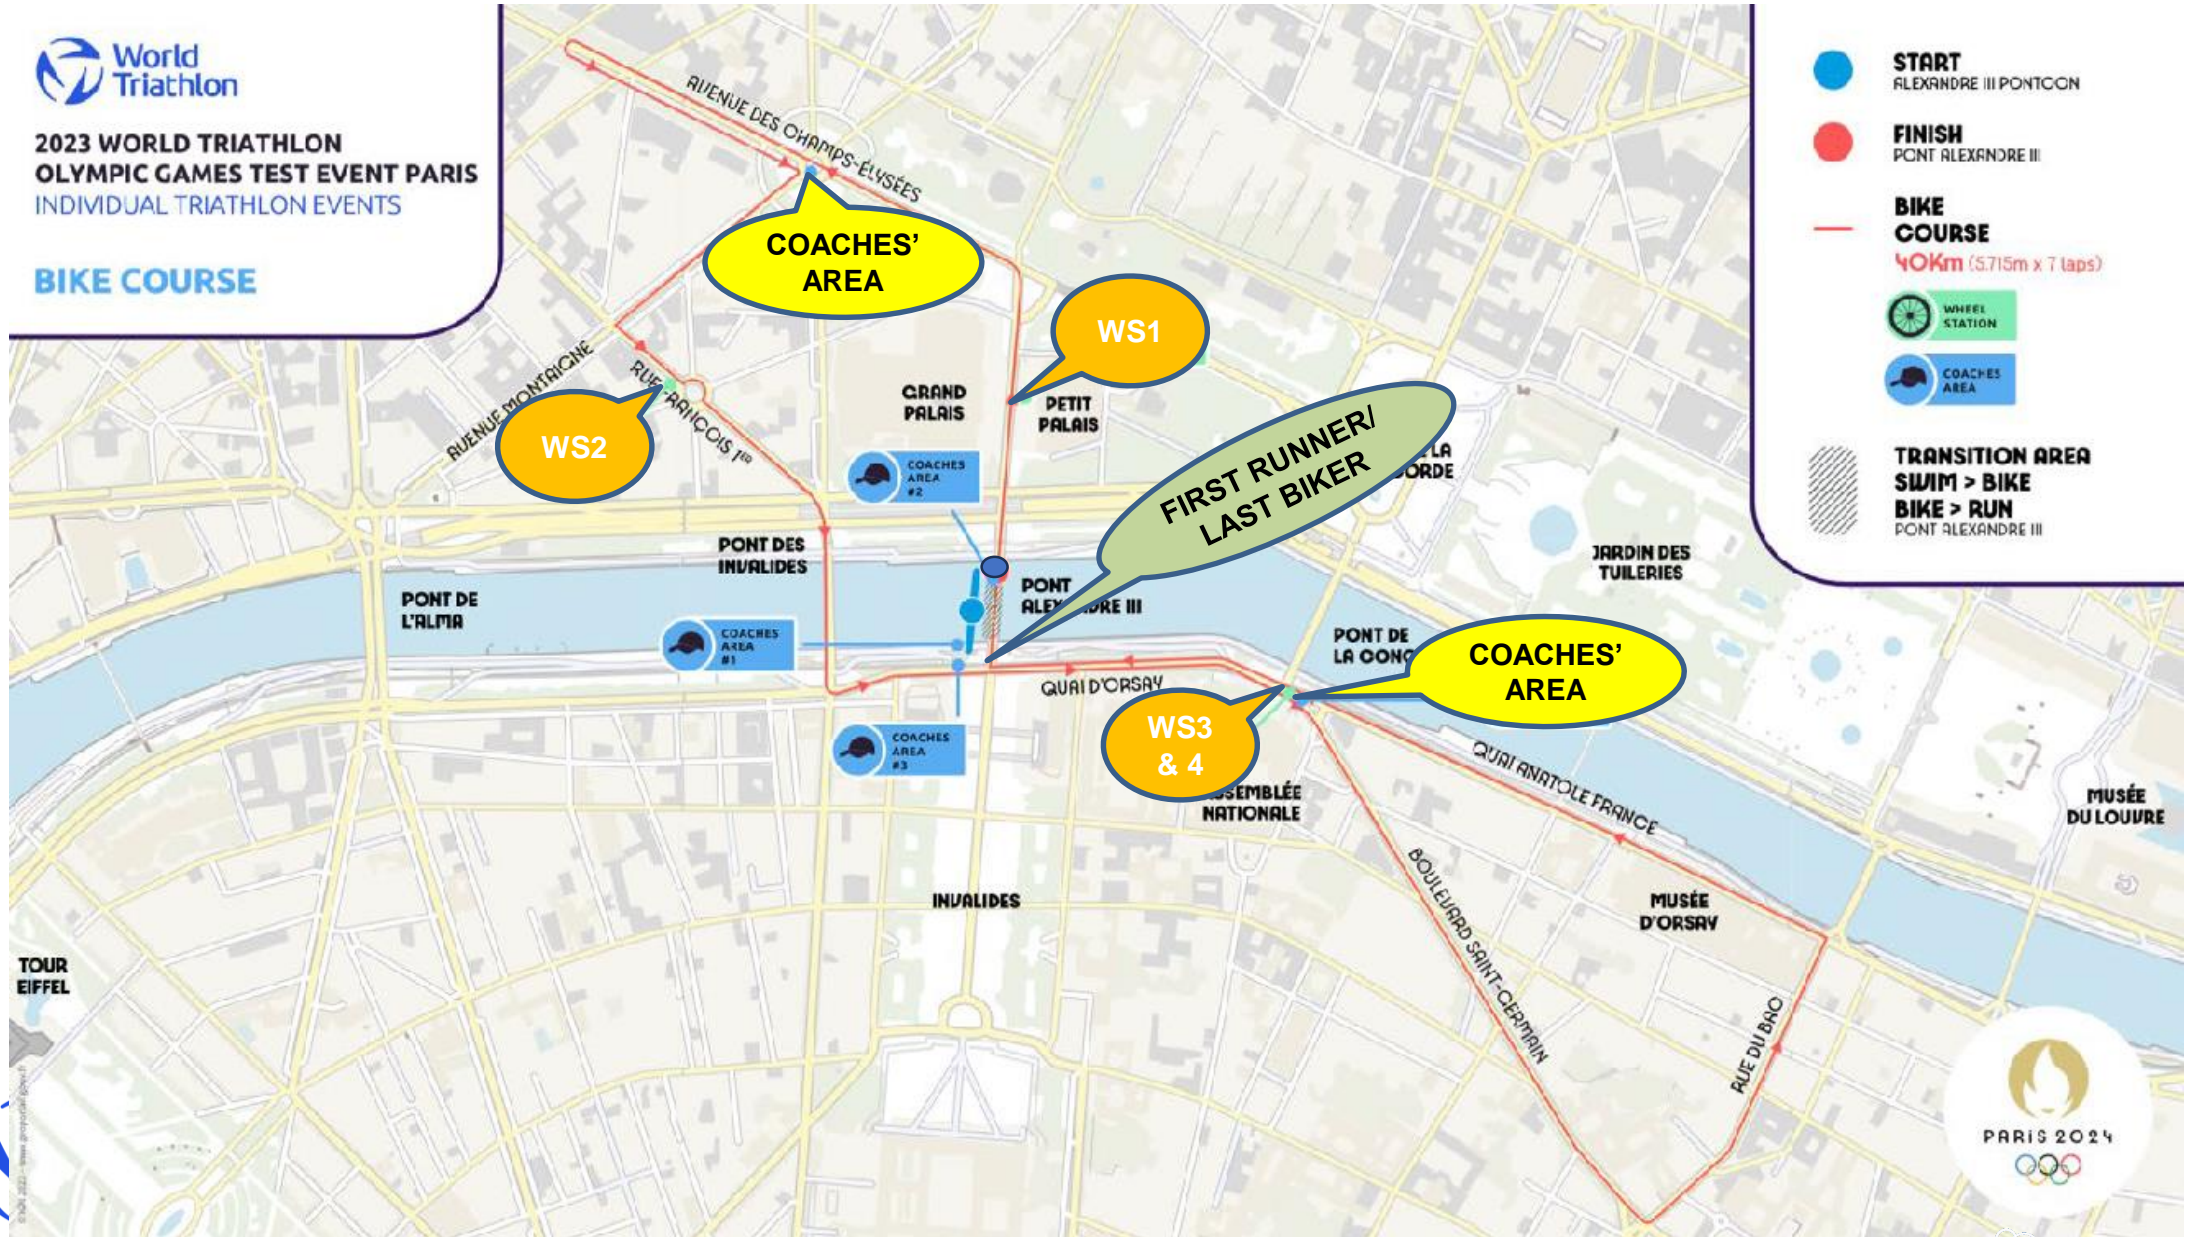 World
Triathlon
2023 WORLD TRIATHLON
OLYMPIC GAMES TEST EVENT PARIS
INDIVIDUAL TRIATHLON EVENTS
BIKE COURSE
START
ALEXANDRE III PONTOON
FINISH
PONT ALEXANDRE III
BIKE
COURSE
40Km (5.715m x 7 laps)
WHEEL
STATION
COACHES
AREA
TRANSITION AREA
SWIM > BIKE
BIKE > RUN
PONT ALEXANDRE III
AVENUE DES CHAMPS-ÉLYSÉES
COACHES'
AREA
WS1
GRAND
PALAIS
PETIT
PALAIS
AVENUE MONTAIGNE
RUE FRANÇOIS 1ER
WS2
COACHES
AREA
#2
FIRST RUNNER/
LAST BIKER
PONT DES
INVALIDES
PONT DE
L'ALMA
PONT
ALEXANDRE III
JARDIN DES
TUILERIES
COACHES
AREA
#1
PONT DE
COACHES'
AREA
QUAI D'ORSAY
WS3
& 4
COACHES
AREA
#3
QUAI ANATOLE FRANCE
NATIONALE
MUSÉE
DU LOUVRE
BOULEVARD SAINT-GERMAIN
INVALIDES
MUSÉE
D'ORSAY
TOUR
EIFFEL
RUE DU BAC
PARIS 2024